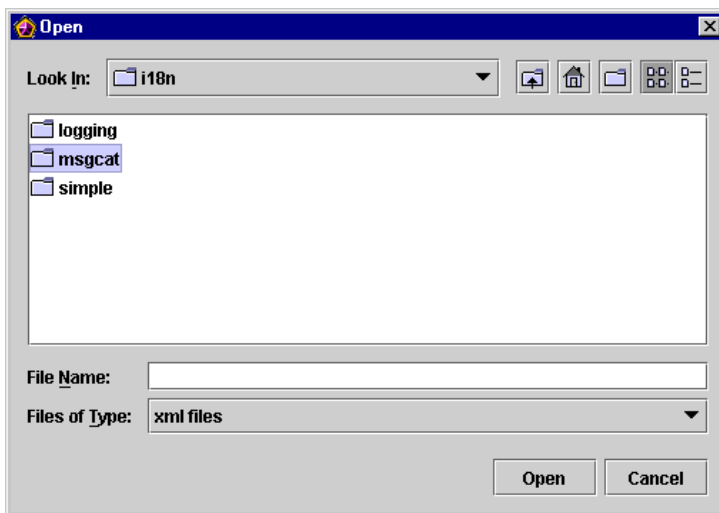 Open
Look In: i18n
logging
msgcat
simple
File Name:
Files of Type: xml files
Open Cancel